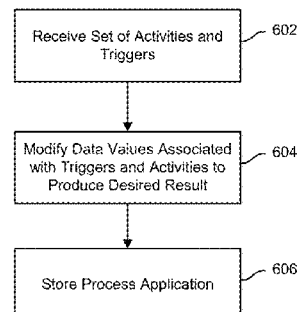 Receive Set of Activities and
Triggers
602
Modify Data Values Associated
with Triggers and Activities to
Produce Desired Result
604
Store Process Application
606